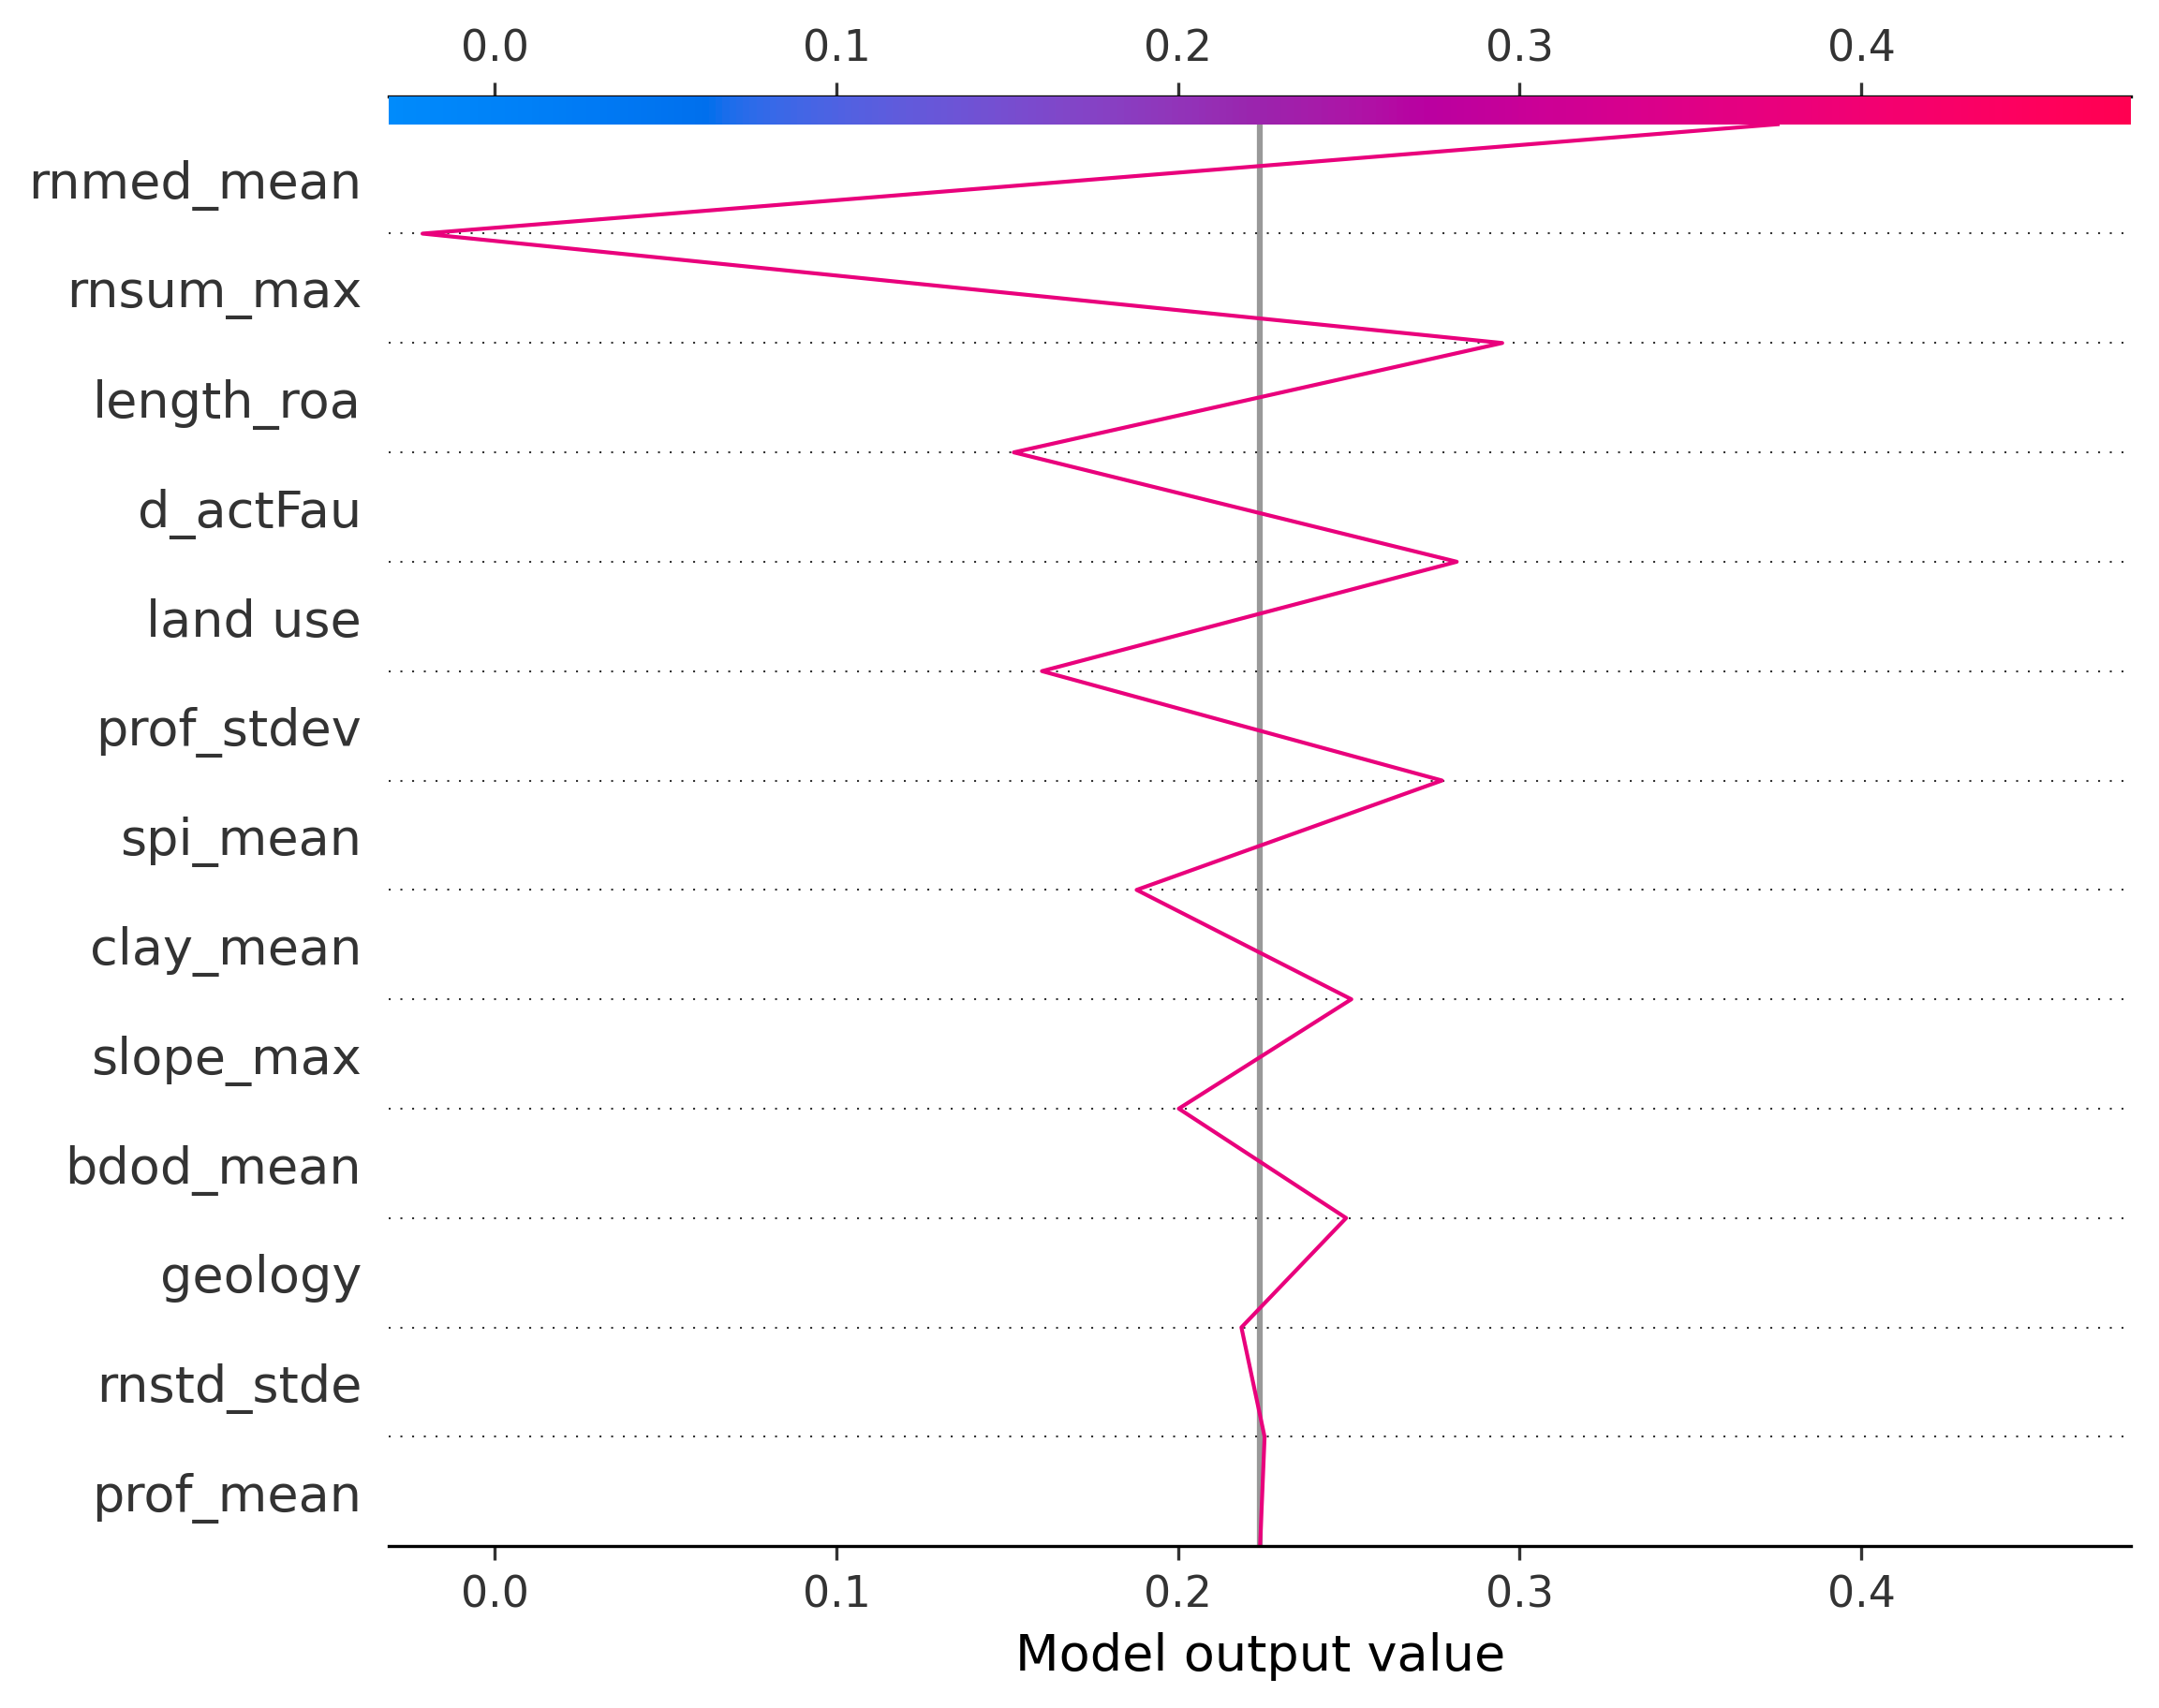 0.0 0.1 0.2 0.3 0.4
rnmed_mean
rnsum_max
length_roa
d_actFau
land use
prof_stdev
spi_mean
clay_mean
slope_max
bdod_mean
geology
rnstd_stde
prof_mean
0.0 0.1 0.2 0.3 0.4
Model output value